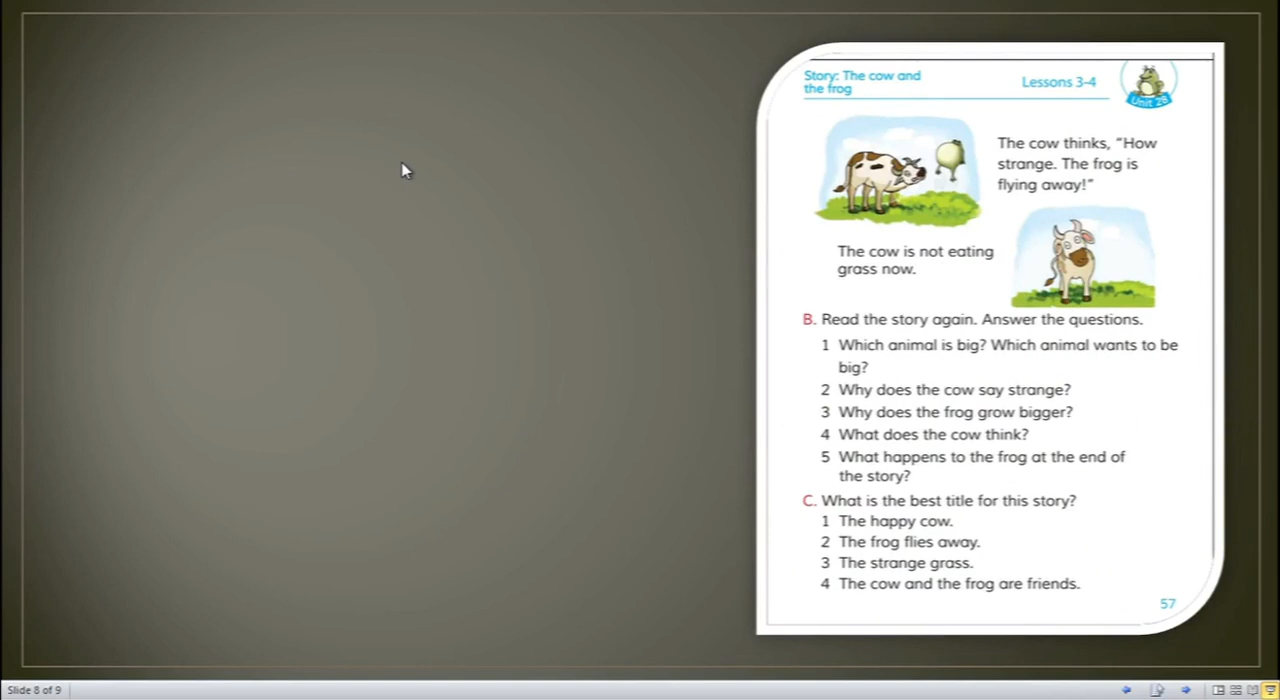 Story: The cow and
the frog
Lessons 3-4
Unit 28
The cow thinks, “How
strange. The frog is
flying away!”
The cow is not eating
grass now.
B. Read the story again. Answer the questions.
1 Which animal is big? Which animal wants to be
big?
2 Why does the cow say strange?
3 Why does the frog grow bigger?
4 What does the cow think?
5 What happens to the frog at the end of
the story?
C. What is the best title for this story?
1 The happy cow.
2 The frog flies away.
3 The strange grass.
4 The cow and the frog are friends.
57
Slide 8 of 9